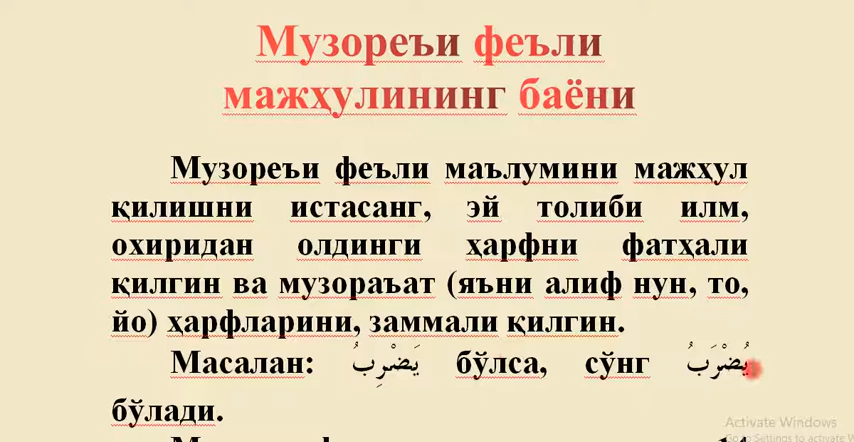 Музореъи феъли
мажҳулининг баёни
Музореъи феъли маълумини мажҳул
қилишни истасанг, эй толиби илм,
охиридан олдинги ҳарфни фатҳали
қилгин ва музораъат (яъни алиф нун, то,
йо) ҳарфларини, заммали қилгин.
Масалан: يَضْرِبُ бўлса, сўнг يُضْرَبُ
бўлади.
Activate Windows